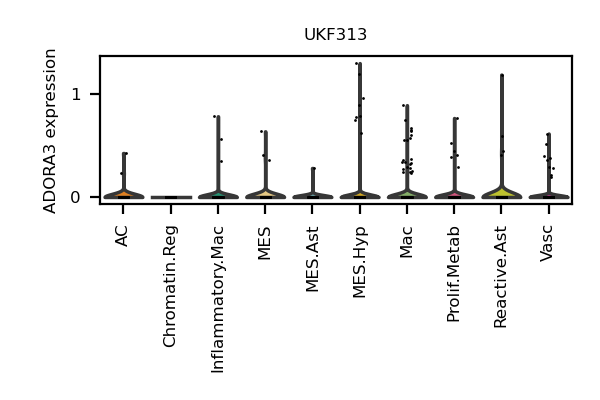 UKF313
ADORA3 expression
1
0
AC
Chromatin.Reg
Inflammatory.Mac
MES
MES.Ast
MES.Hyp
Mac
Prolif.Metab
Reactive.Ast
Vasc